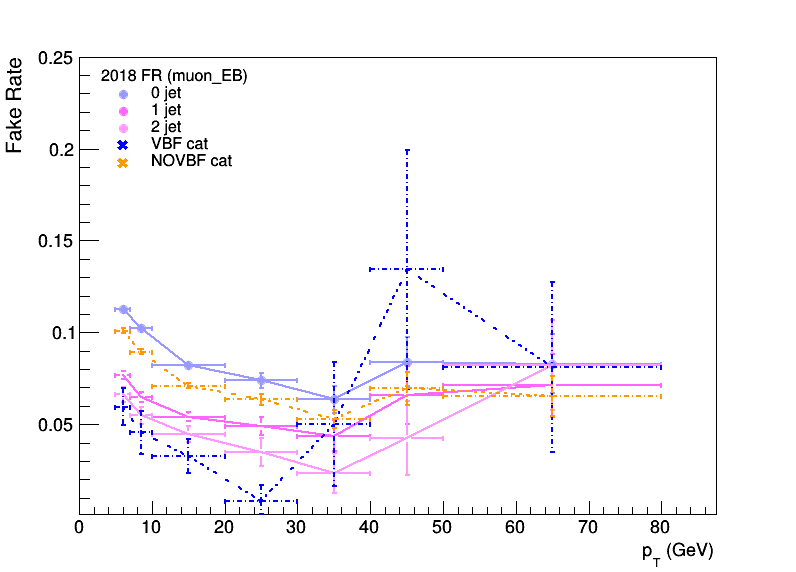 0.25
Fake Rate
2018 FR (muon_EB)
0 jet
1 jet
2 jet
VBF cat
NOVBF cat
0.2
0.15
0.1
0.05
0 10 20 30 40 50 60 70 80
p_T (GeV)